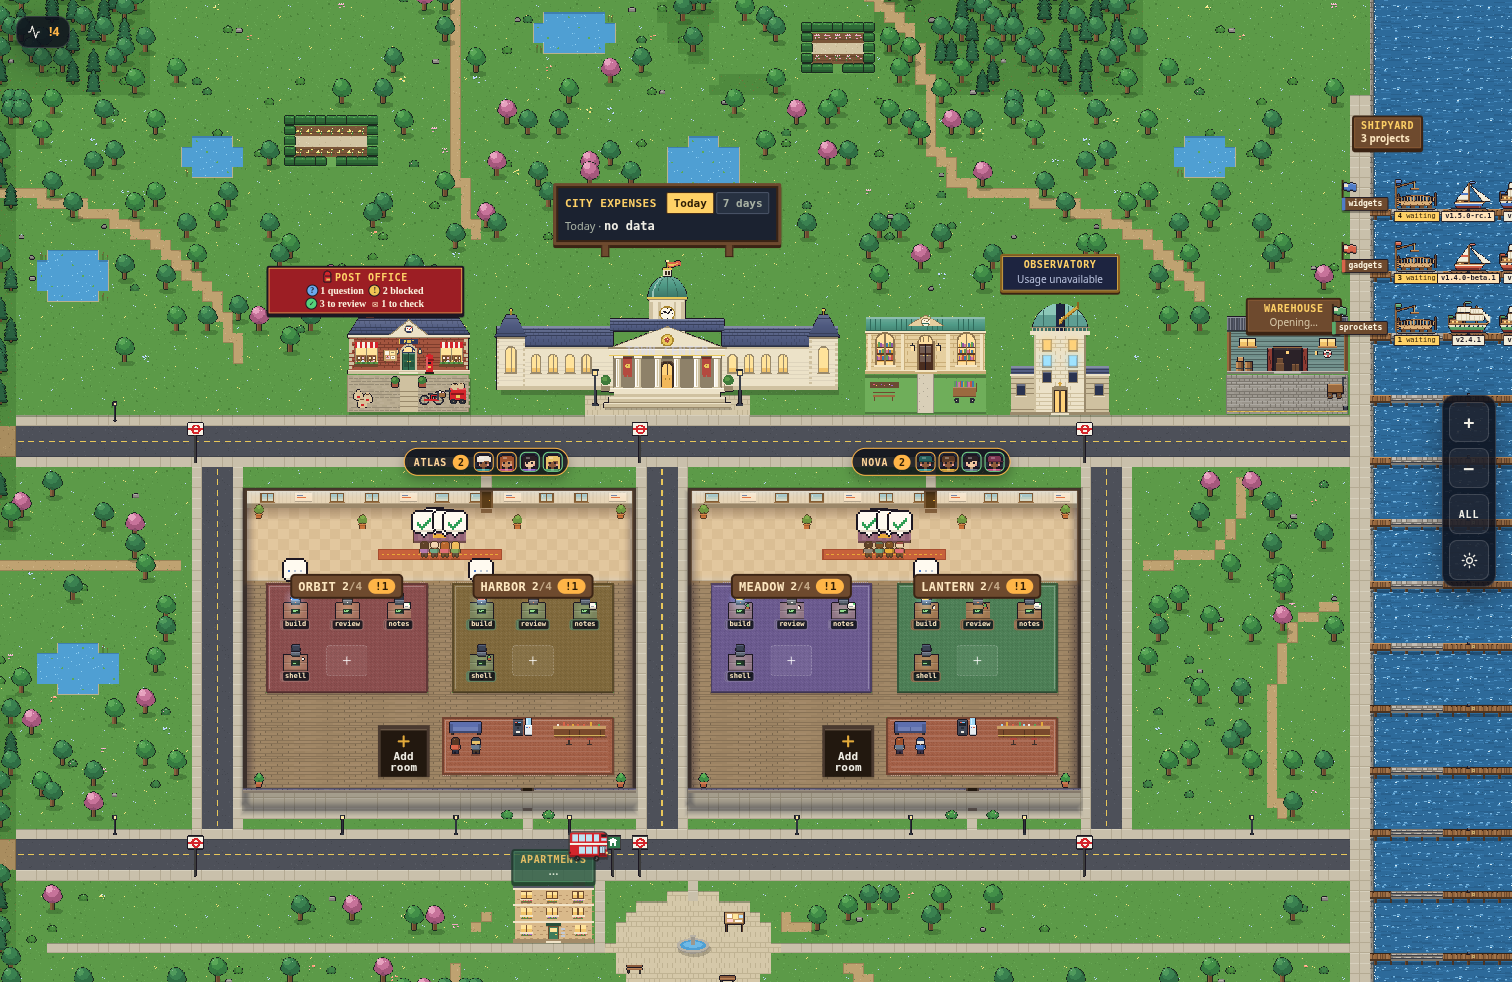 !4
SHIPYARD
3 projects
CITY EXPENSES Today 7 days
Today · no data
POST OFFICE
1 question 2 blocked
3 to review 1 to check
OBSERVATORY
Usage unavailable
WAREHOUSE
Opening...
widgets
4 waiting v1.5.0-rc.1
gadgets
3 waiting v1.4.0-beta.1
sprockets
1 waiting v2.4.1
+
−
ALL
ATLAS 2
NOVA 2
ORBIT 2/4 !1
HARBOR 2/4 !1
MEADOW 2/4 !1
LANTERN 2/4 !1
build review notes
build review notes
build review notes
build review notes
shell +
shell +
shell +
shell +
+ Add room
+ Add room
APARTMENTS
...